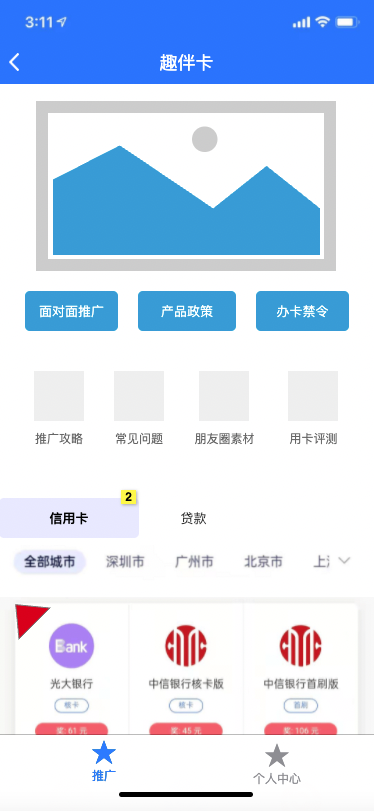 3:11
趣伴卡
面对面推广 产品政策 办卡禁令
推广攻略 常见问题 朋友圈素材 用卡评测
2
信用卡 贷款
全部城市 深圳市 广州市 北京市 上
Bank
光大银行 中信银行核卡版 中信银行首刷版
核卡 核卡 首刷
奖: 61 元 奖: 45 元 奖: 106 元
推广 个人中心